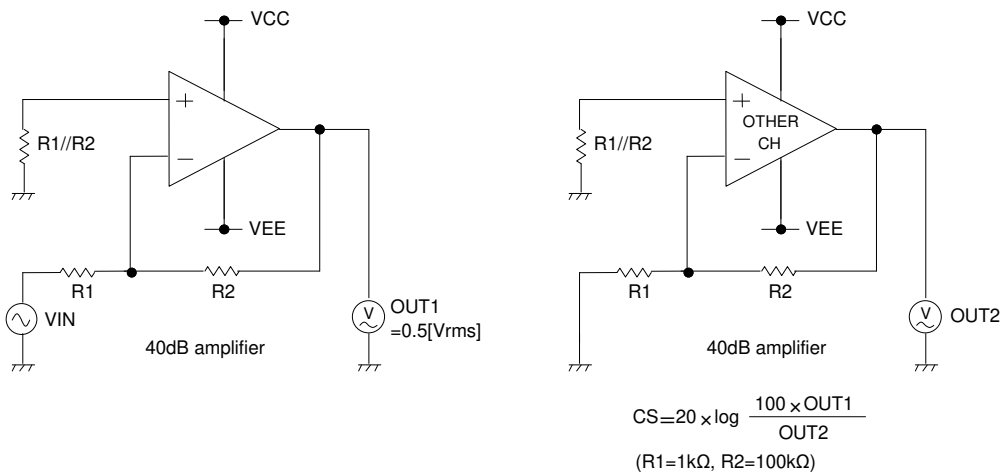 VCC
R1//R2
VEE
R1
R2
VIN
V
OUT1
=0.5[Vrms]
40dB amplifier
VCC
R1//R2
OTHER
CH
VEE
R1
R2
V
OUT2
40dB amplifier
CS=20×log 100×OUT1
OUT2
(R1=1kΩ, R2=100kΩ)